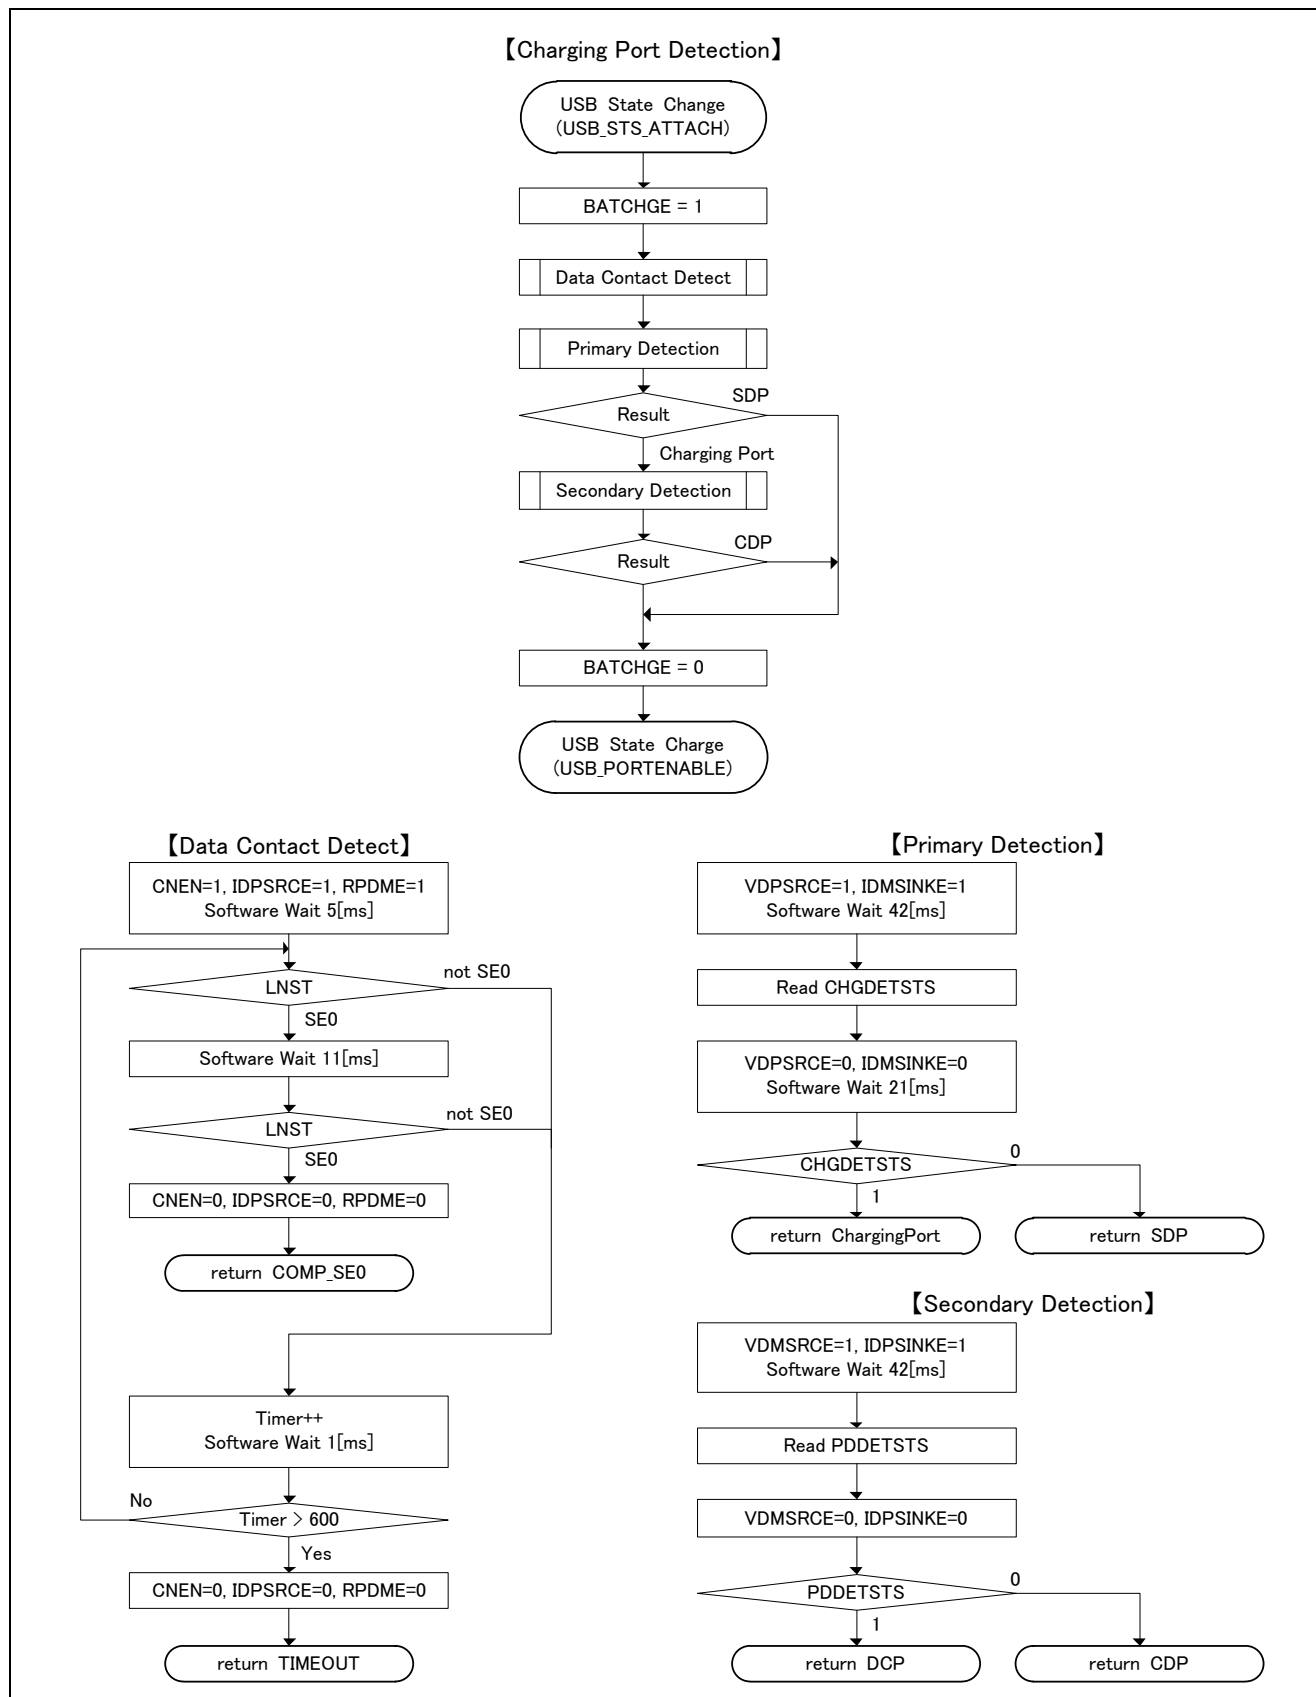 【Charging Port Detection】
USB State Change
(USB_STS_ATTACH)
BATCHGE = 1
Data Contact Detect
Primary Detection
SDP
Result
Charging Port
Secondary Detection
CDP
Result
BATCHGE = 0
USB State Charge
(USB_PORTENABLE)
【Data Contact Detect】
CNEN=1, IDPSRCE=1, RPDME=1
Software Wait 5[ms]
not SE0
LNST
SE0
Software Wait 11[ms]
not SE0
LNST
SE0
CNEN=0, IDPSRCE=0, RPDME=0
return COMP_SE0
Timer++
Software Wait 1[ms]
No
Timer > 600
Yes
CNEN=0, IDPSRCE=0, RPDME=0
return TIMEOUT
【Primary Detection】
VDPSRCE=1, IDMSINKE=1
Software Wait 42[ms]
Read CHGDETSTS
VDPSRCE=0, IDMSINKE=0
Software Wait 21[ms]
0
CHGDETSTS
1
return ChargingPort
return SDP
【Secondary Detection】
VDMSRCE=1, IDPSINKE=1
Software Wait 42[ms]
Read PDDETSTS
VDMSRCE=0, IDPSINKE=0
0
PDDETSTS
1
return DCP
return CDP